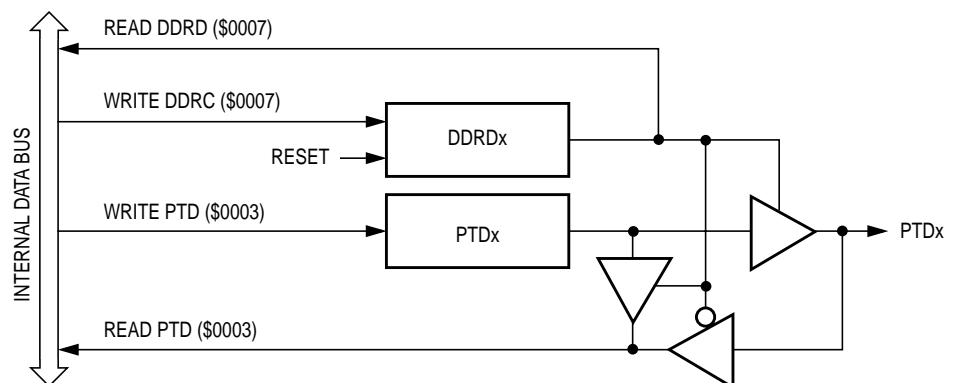 READ DDRD ($0007)
WRITE DDRC ($0007)
DDRDx
RESET
INTERNAL DATA BUS
WRITE PTD ($0003)
PTDx
PTDx
READ PTD ($0003)